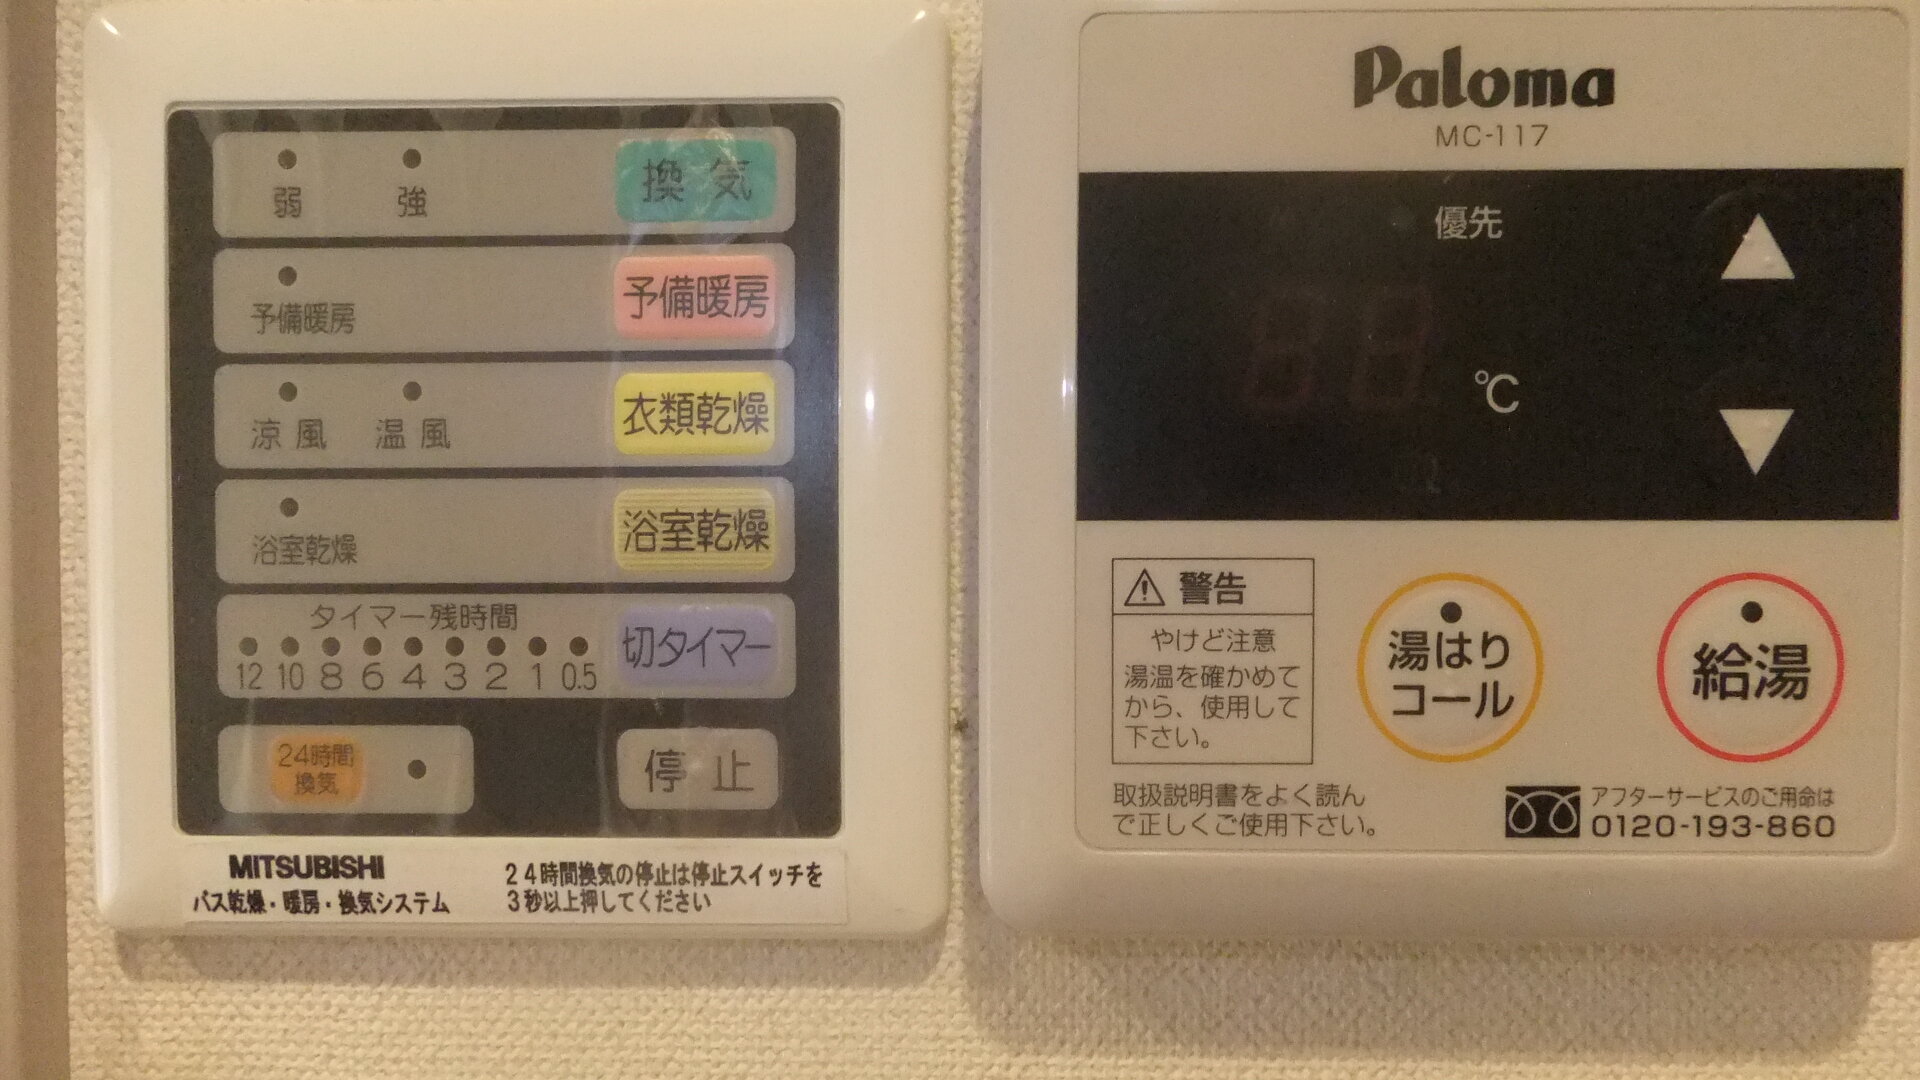 換気
弱 強
予備暖房
予備暖房
衣類乾燥
涼風 温風
浴室乾燥
浴室乾燥
タイマー残時間
12 10 8 6 4 3 2 1 0.5
切タイマー
24時間
換気
停止
MITSUBISHI
バス乾燥・暖房・換気システム
24時間換気の停止は停止スイッチを
3秒以上押してください
Paloma
MC-117
優先
℃
警告
やけど注意
湯温を確かめて
から、使用して
下さい。
湯はり
コール
給湯
取扱説明書をよく読ん
で正しくご使用下さい。
アフターサービスのご用命は
0120-193-860